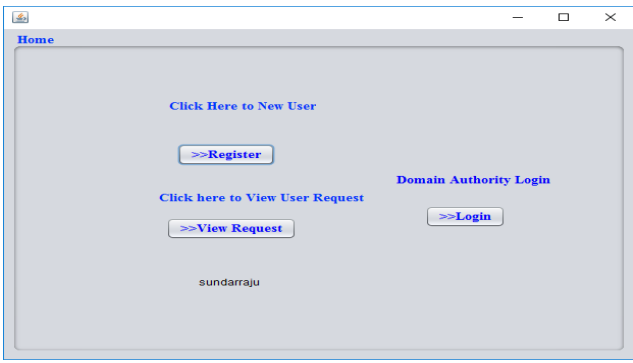 Home
Click Here to New User
>>Register
Domain Authority Login
Click here to View User Request
>>Login
>>View Request
sundarraju